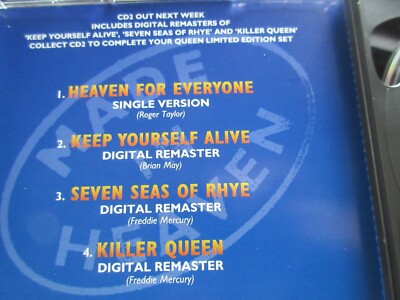 CD2 OUT NEXT WEEK
INCLUDES DIGITAL REMASTERS OF
'KEEP YOURSELF ALIVE', 'SEVEN SEAS OF RHYE' AND 'KILLER QUEEN'
COLLECT CD2 TO COMPLETE YOUR QUEEN LIMITED EDITION SET
1. HEAVEN FOR EVERYONE
SINGLE VERSION
(Roger Taylor)
2. KEEP YOURSELF ALIVE
DIGITAL REMASTER
(Brian May)
3. SEVEN SEAS OF RHYE
DIGITAL REMASTER
(Freddie Mercury)
4. KILLER QUEEN
DIGITAL REMASTER
(Freddie Mercury)
MADE
IN
HEAVEN